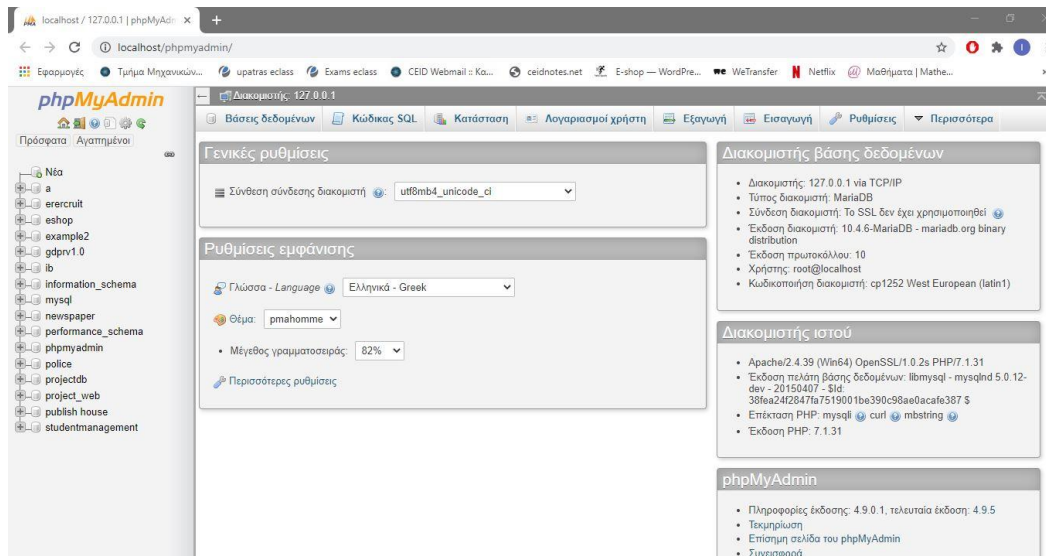 localhost / 127.0.0.1 | phpMyAdm
localhost/phpmyadmin/
Εφαρμογές Τμήμα Μηχανικών... upatras eclass Exams eclass CEID Webmail :: Κα... ceidnotes.net E-shop — WordPre... WeTransfer Netflix Μαθήματα | Mathe...
phpMyAdmin
Πρόσφατα Αγαπημένοι
Νέα
a
erercruit
eshop
example2
gdprv1.0
ib
information_schema
mysql
newspaper
performance_schema
phpmyadmin
police
projectdb
project_web
publish house
studentmanagement
Διακομιστής: 127.0.0.1
Βάσεις δεδομένων Κώδικας SQL Κατάσταση Λογαριασμοί χρήστη Εξαγωγή Εισαγωγή Ρυθμίσεις Περισσότερα
Γενικές ρυθμίσεις
Σύνθεση σύνδεσης διακομιστή : utf8mb4_unicode_ci
Ρυθμίσεις εμφάνισης
Γλώσσα - Language Ελληνικά - Greek
Θέμα: pmahomme
• Μέγεθος γραμματοσειράς: 82%
Περισσότερες ρυθμίσεις
Διακομιστής βάσης δεδομένων
• Διακομιστής: 127.0.0.1 via TCP/IP
• Τύπος διακομιστή: MariaDB
• Σύνδεση διακομιστή: Το SSL δεν έχει χρησιμοποιηθεί
• Έκδοση διακομιστή: 10.4.6-MariaDB - mariadb.org binary
distribution
• Έκδοση πρωτοκόλλου: 10
• Χρήστης: root@localhost
• Κωδικοποίηση διακομιστή: cp1252 West European (latin1)
Διακομιστής ιστού
• Apache/2.4.39 (Win64) OpenSSL/1.0.2s PHP/7.1.31
• Έκδοση πελάτη βάσης δεδομένων: libmysql - mysqlnd 5.0.12-
dev - 20150407 - $Id:
38fea24f2847fa7519001be390c98ae0acafe387 $
• Επέκταση PHP: mysqli curl mbstring
• Έκδοση PHP: 7.1.31
phpMyAdmin
• Πληροφορίες έκδοσης: 4.9.0.1, τελευταία έκδοση: 4.9.5
• Τεκμηρίωση
• Επίσημη σελίδα του phpMyAdmin
• Συνεισφορά